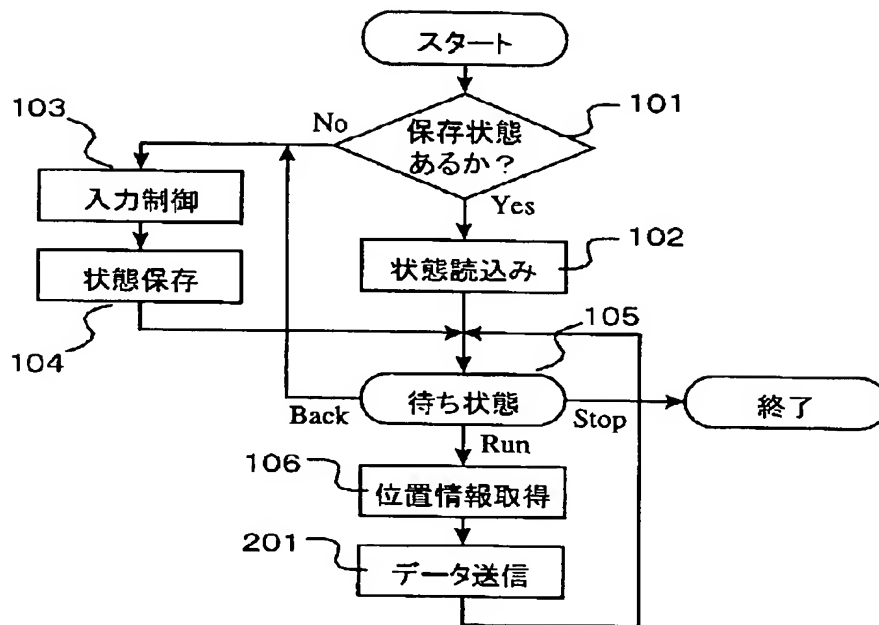 スタート
101
保存状態
あるか？
No
Yes
103
入力制御
状態保存
104
102
状態読込み
105
待ち状態
Back
Stop
終了
Run
106
位置情報取得
201
データ送信